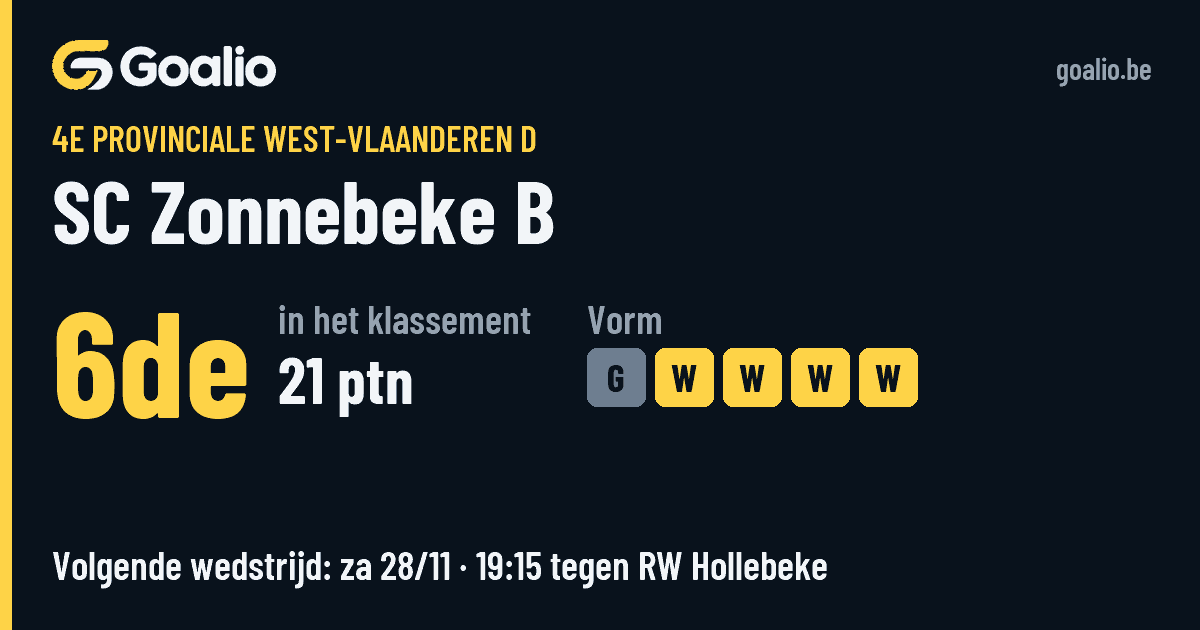 Goalio
goalio.be
4E PROVINCIALE WEST-VLAANDEREN D
SC Zonnebeke B
6de
in het klassement
21 ptn
Vorm
G W W W W
Volgende wedstrijd: za 28/11 · 19:15 tegen RW Hollebeke